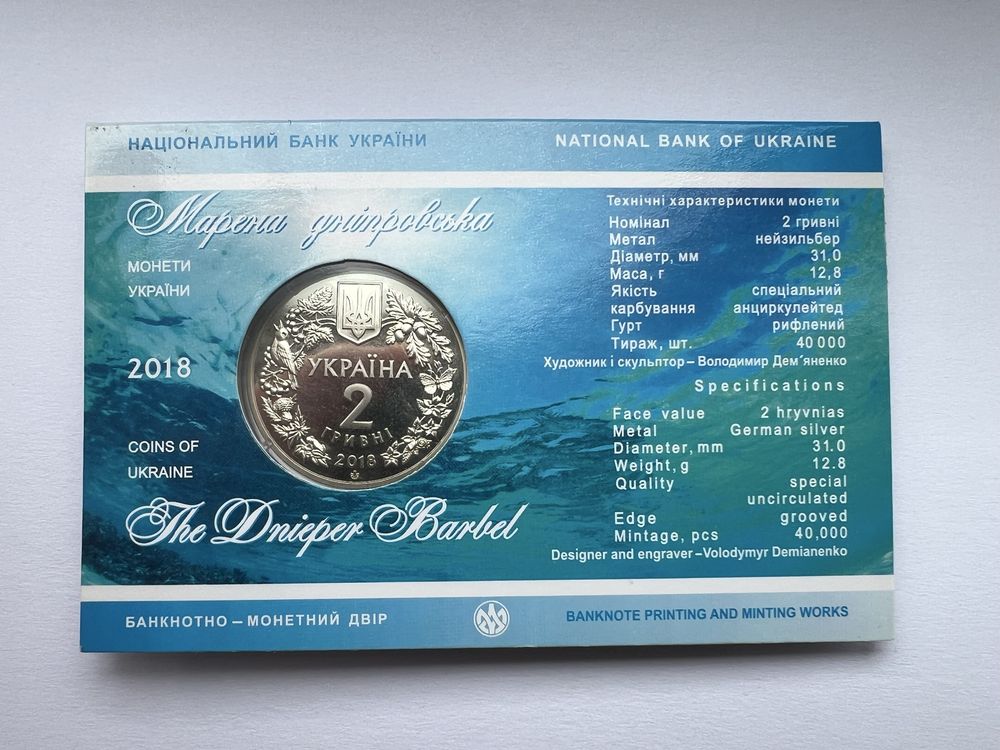 НАЦІОНАЛЬНИЙ БАНК УКРАЇНИ
NATIONAL BANK OF UKRAINE
Марена дніпровська
МОНЕТИ
УКРАЇНИ
2018
COINS OF
UKRAINE
The Dnieper Barbel
УКРАЇНА
2
ГРИВНІ
2018
Технічні характеристики монети
Номінал 2 гривні
Метал нейзильбер
Діаметр, мм 31,0
Маса, г 12,8
Якість спеціальний
карбування анциркулейтед
Гурт рифлений
Тираж, шт. 40 000
Художник і скульптор – Володимир Дем´яненко
Specifications
Face value 2 hryvnias
Metal German silver
Diameter, mm 31.0
Weight, g 12.8
Quality special
uncirculated
Edge grooved
Mintage, pcs 40,000
Designer and engraver – Volodymyr Demianenko
БАНКНОТНО – МОНЕТНИЙ ДВІР
BANKNOTE PRINTING AND MINTING WORKS